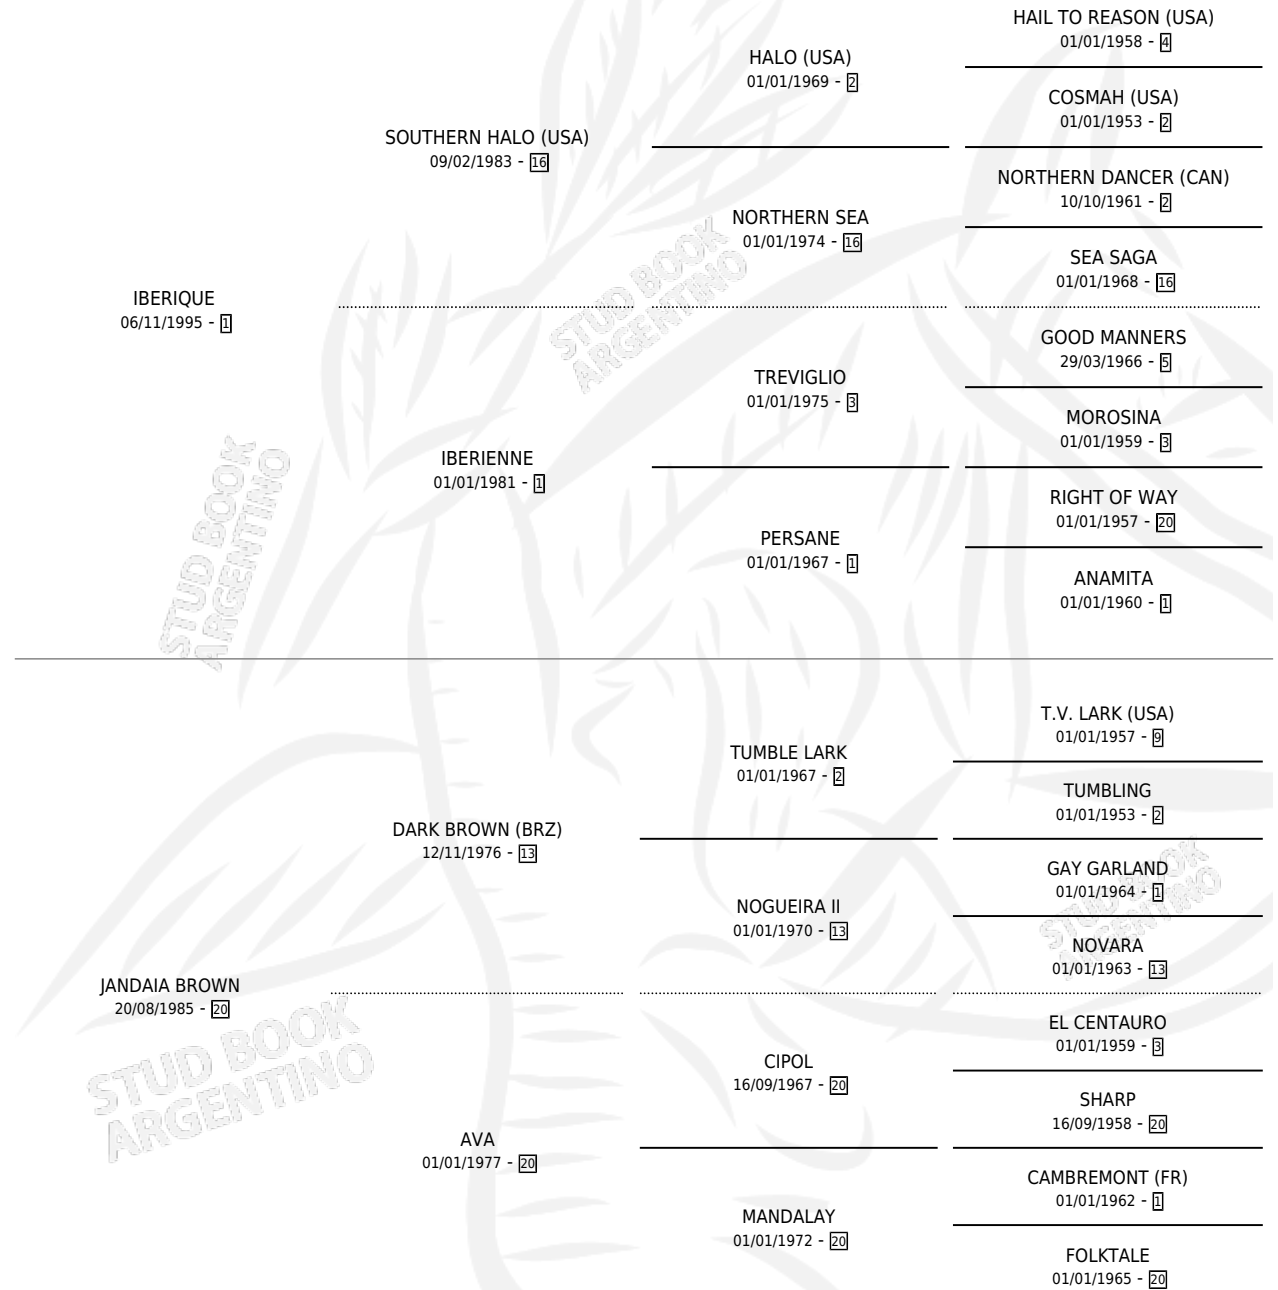 HAIL TO REASON (USA)
01/01/1958 - 4
HALO (USA)
01/01/1969 - 2
COSMAH (USA)
01/01/1953 - 2
SOUTHERN HALO (USA)
09/02/1983 - 16
NORTHERN DANCER (CAN)
10/10/1961 - 2
NORTHERN SEA
01/01/1974 - 16
SEA SAGA
01/01/1968 - 16
STUD BOOK
ARGENTINO
IBERIQUE
06/11/1995 - 1
GOOD MANNERS
29/03/1966 - 5
TREVIGLIO
01/01/1975 - 3
MOROSINA
01/01/1959 - 3
IBERIENNE
01/01/1981 - 1
RIGHT OF WAY
01/01/1957 - 20
PERSANE
01/01/1967 - 1
ANAMITA
01/01/1960 - 1
STUD BOOK
ARGENTINO
T.V. LARK (USA)
01/01/1957 - 9
TUMBLE LARK
01/01/1967 - 2
TUMBLING
01/01/1953 - 2
DARK BROWN (BRZ)
12/11/1976 - 13
GAY GARLAND
01/01/1964 - 1
NOGUEIRA II
01/01/1970 - 13
STUD BOOK
ARGENTINO
NOVARA
01/01/1963 - 13
JANDAIA BROWN
20/08/1985 - 20
EL CENTAURO
01/01/1959 - 3
CIPOL
16/09/1967 - 20
SHARP
16/09/1958 - 20
STUD BOOK
ARGENTINO
AVA
01/01/1977 - 20
CAMBREMONT (FR)
01/01/1962 - 1
MANDALAY
01/01/1972 - 20
FOLKTALE
01/01/1965 - 20